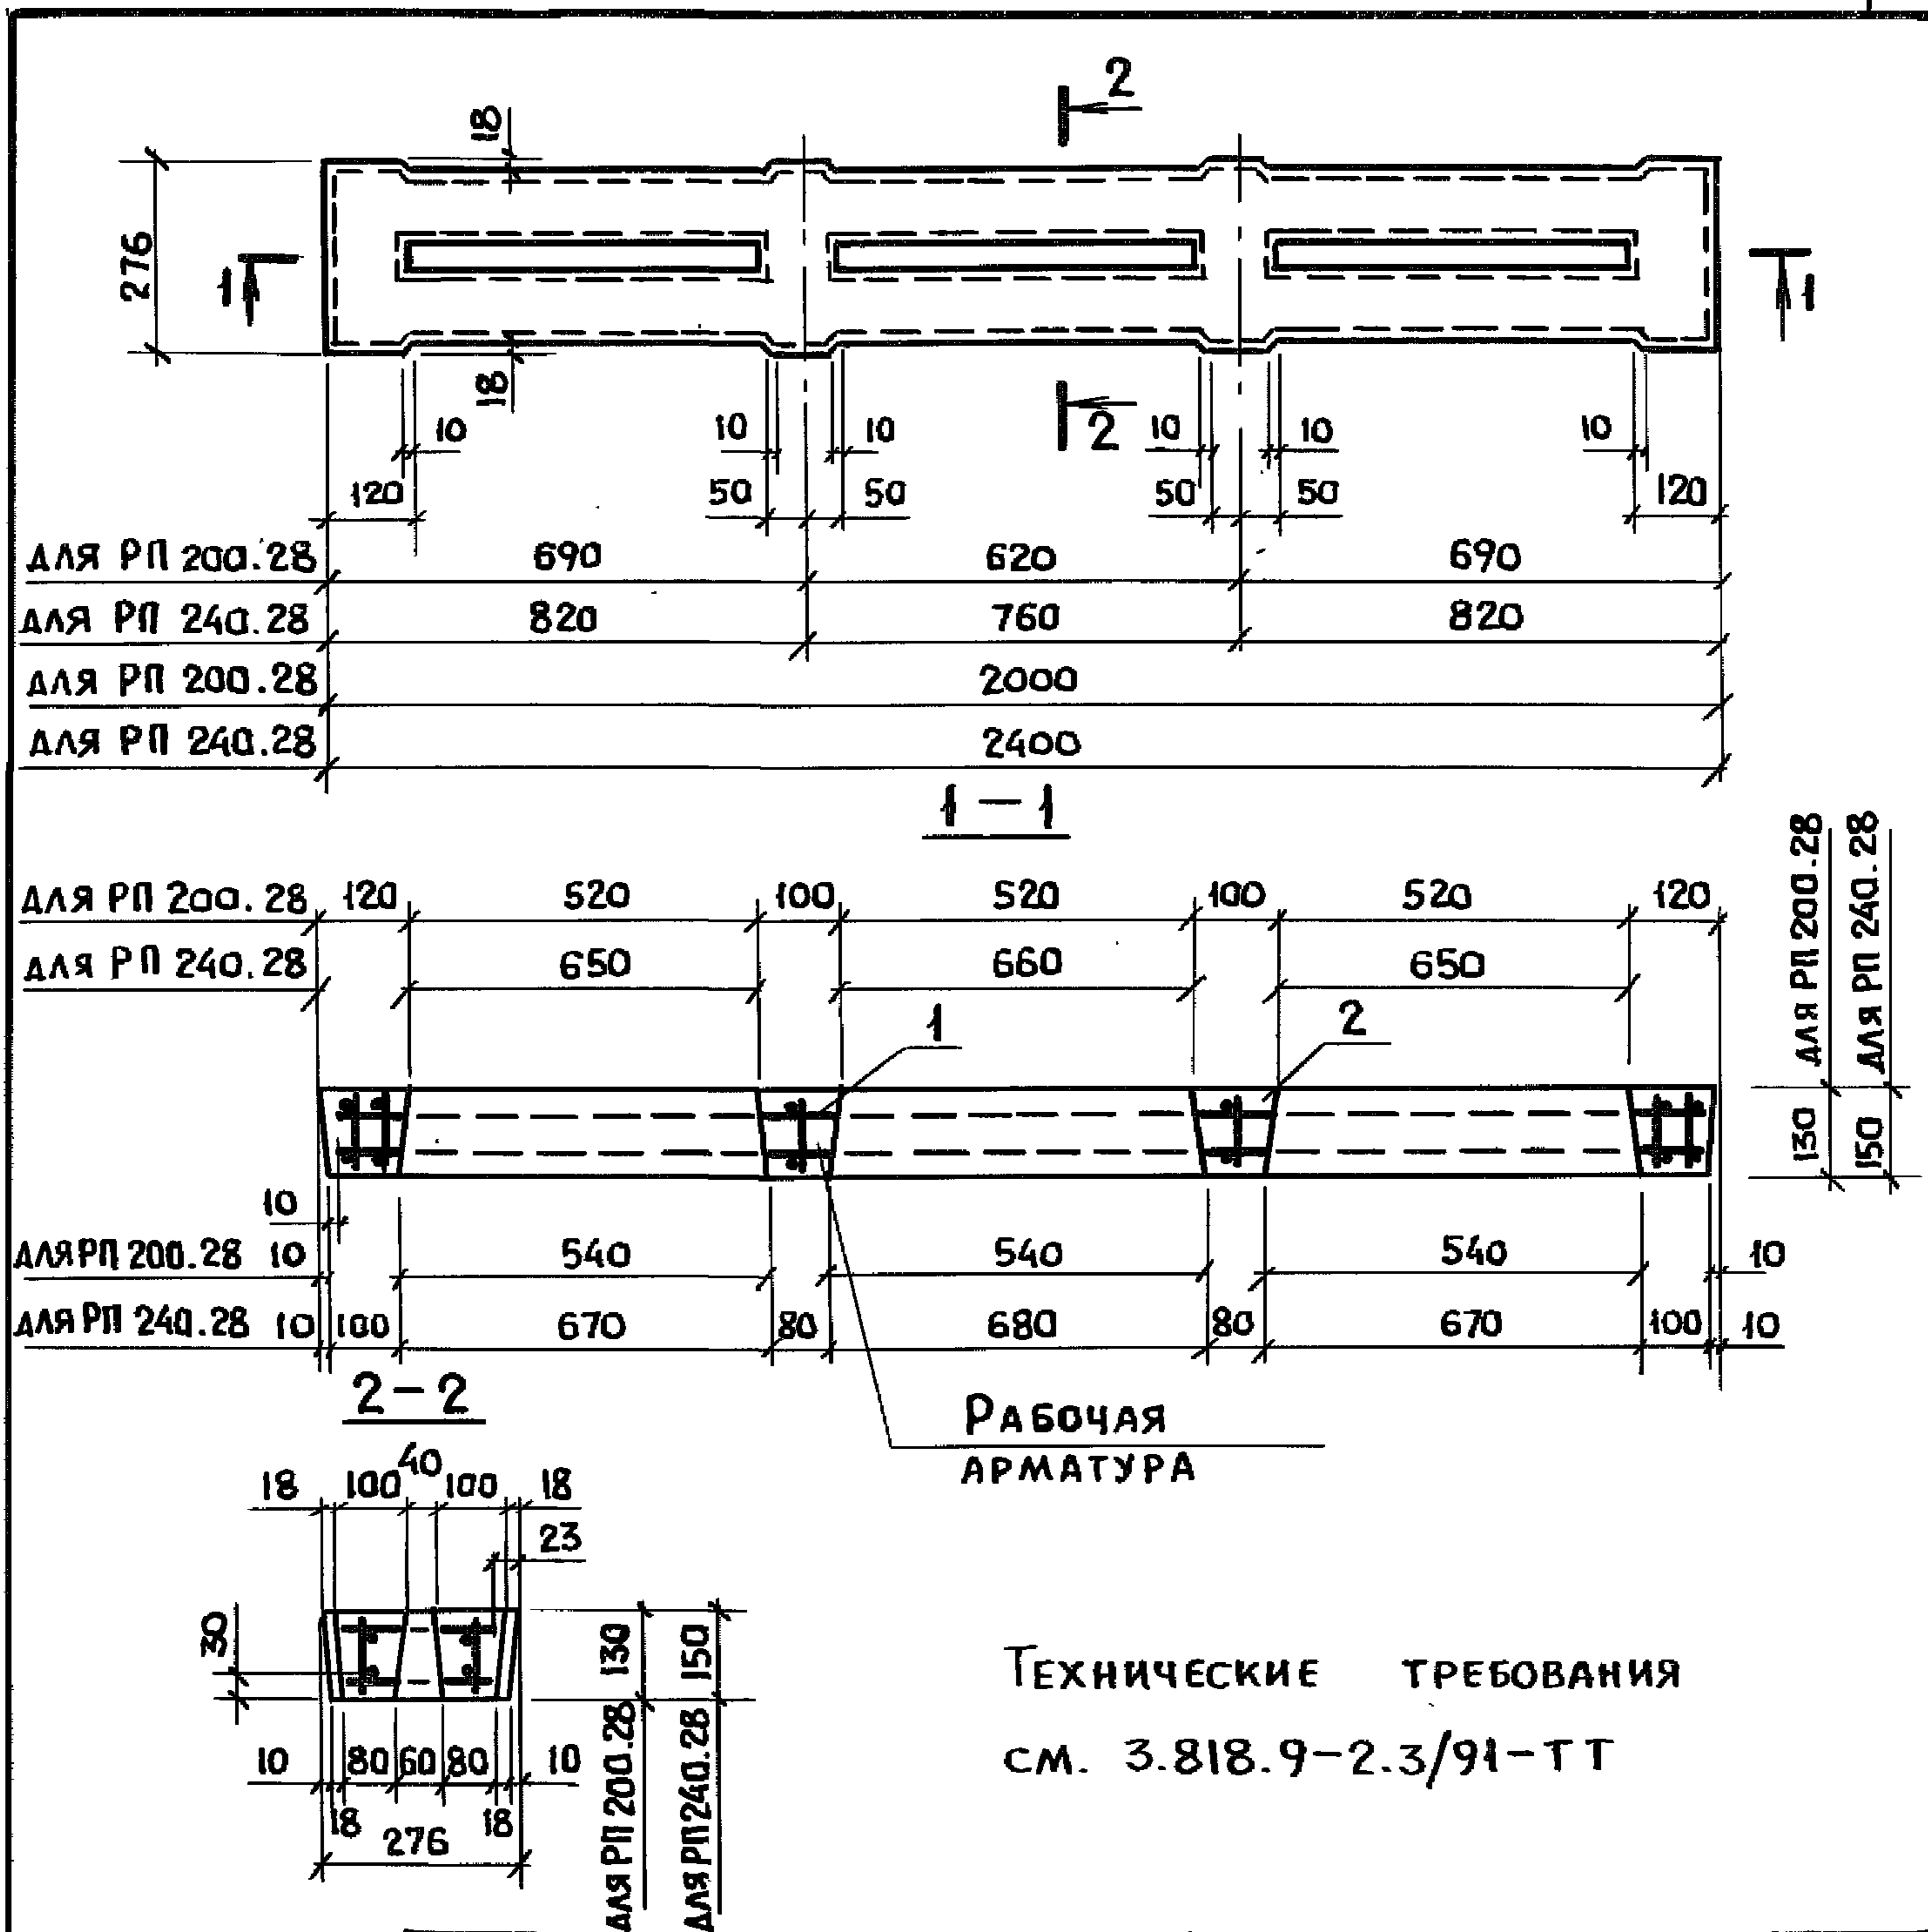 2
18
276
1 1
18
2
10 10 10 10 10 10
120 50 50 50 50 120
ДЛЯ РП 200.28 690 620 690
ДЛЯ РП 240.28 820 760 820
ДЛЯ РП 200.28 2000
ДЛЯ РП 240.28 2400
1-1
ДЛЯ РП 200.28 120 520 100 520 100 520 120
ДЛЯ РП 240.28 650 660 650
1 2
130 ДЛЯ РП 200.28
150 ДЛЯ РП 240.28
10
ДЛЯ РП 200.28 10 540 540 540 10
ДЛЯ РП 240.28 10 100 670 80 680 80 670 100 10
2-2
РАБОЧАЯ
АРМАТУРА
18 100 40 100 18
23
30
10 80 60 80 10
18 18
276
ДЛЯ РП 200.28 130
ДЛЯ РП 240.28 150
ТЕХНИЧЕСКИЕ ТРЕБОВАНИЯ
СМ. 3.818.9-2.3/91-ТТ